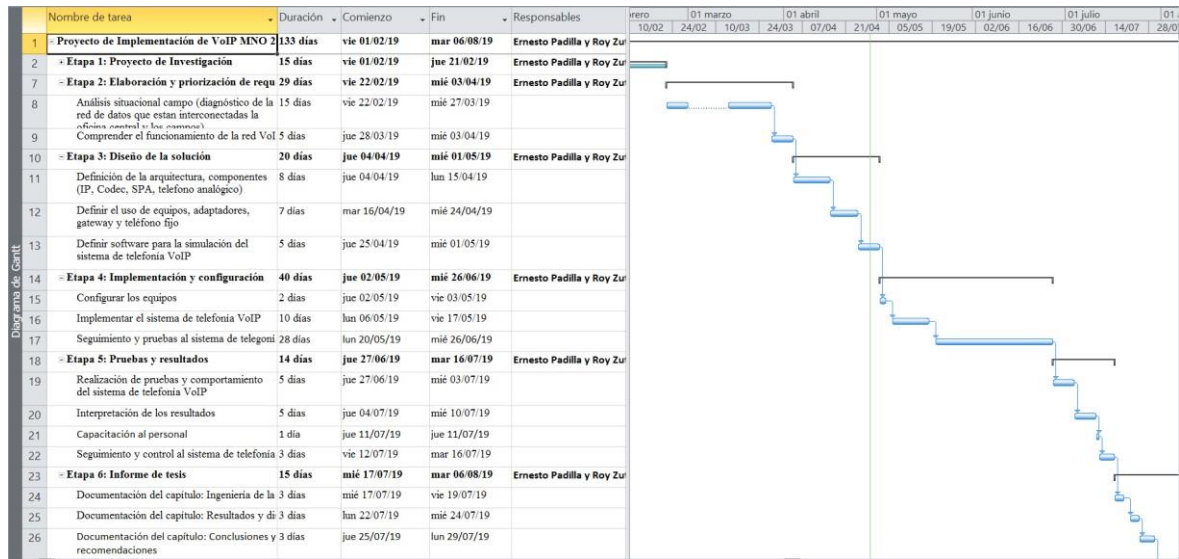 Nombre de tarea Duración Comienzo Fin Responsables
rero 01 marzo 01 abril 01 mayo 01 junio 01 julio 01
10/02 24/02 10/03 24/03 07/04 21/04 05/05 19/05 02/06 16/06 30/06 14/07 28/0
1 Proyecto de Implementación de VoIP MNO 2 133 días vie 01/02/19 mar 06/08/19 Ernesto Padilla y Roy Zu
2 Etapa 1: Proyecto de Investigación 15 días vie 01/02/19 jue 21/02/19 Ernesto Padilla y Roy Zu
7 Etapa 2: Elaboración y priorización de requ 29 días vie 22/02/19 mié 03/04/19 Ernesto Padilla y Roy Zu
8 Análisis situacional campo (diagnóstico de la 15 días vie 22/02/19 mié 27/03/19
red de datos que estan interconectadas la
oficina central y los campos)
9 Comprender el funcionamiento de la red VoI 5 días jue 28/03/19 mié 03/04/19
10 Etapa 3: Diseño de la solución 20 días jue 04/04/19 mié 01/05/19 Ernesto Padilla y Roy Zu
11 Definición de la arquitectura, componentes 8 días jue 04/04/19 lun 15/04/19
(IP, Codec, SPA, telefono analógico)
12 Definir el uso de equipos, adaptadores, 7 días mar 16/04/19 mié 24/04/19
gateway y teléfono fijo
13 Definir software para la simulación del 5 días jue 25/04/19 mié 01/05/19
sistema de telefonía VoIP
14 Etapa 4: Implementación y configuración 40 días jue 02/05/19 mié 26/06/19 Ernesto Padilla y Roy Zu
15 Configurar los equipos 2 días jue 02/05/19 vie 03/05/19
16 Implementar el sistema de telefonía VoIP 10 días lun 06/05/19 vie 17/05/19
17 Seguimiento y pruebas al sistema de telegoni 28 días lun 20/05/19 mié 26/06/19
18 Etapa 5: Pruebas y resultados 14 días jue 27/06/19 mar 16/07/19 Ernesto Padilla y Roy Zu
19 Realización de pruebas y comportamiento 5 días jue 27/06/19 mié 03/07/19
del sistema de telefonía VoIP
20 Interpretación de los resultados 5 días jue 04/07/19 mié 10/07/19
21 Capacitación al personal 1 día jue 11/07/19 jue 11/07/19
22 Seguimiento y control al sistema de telefonía 3 días vie 12/07/19 mar 16/07/19
23 Etapa 6: Informe de tesis 15 días mié 17/07/19 mar 06/08/19 Ernesto Padilla y Roy Zu
24 Documentación del capítulo: Ingeniería de la 3 días mié 17/07/19 vie 19/07/19
25 Documentación del capítulo: Resultados y di 3 días lun 22/07/19 mié 24/07/19
26 Documentación del capítulo: Conclusiones y 3 días jue 25/07/19 lun 29/07/19
recomendaciones
Diagrama de Gantt